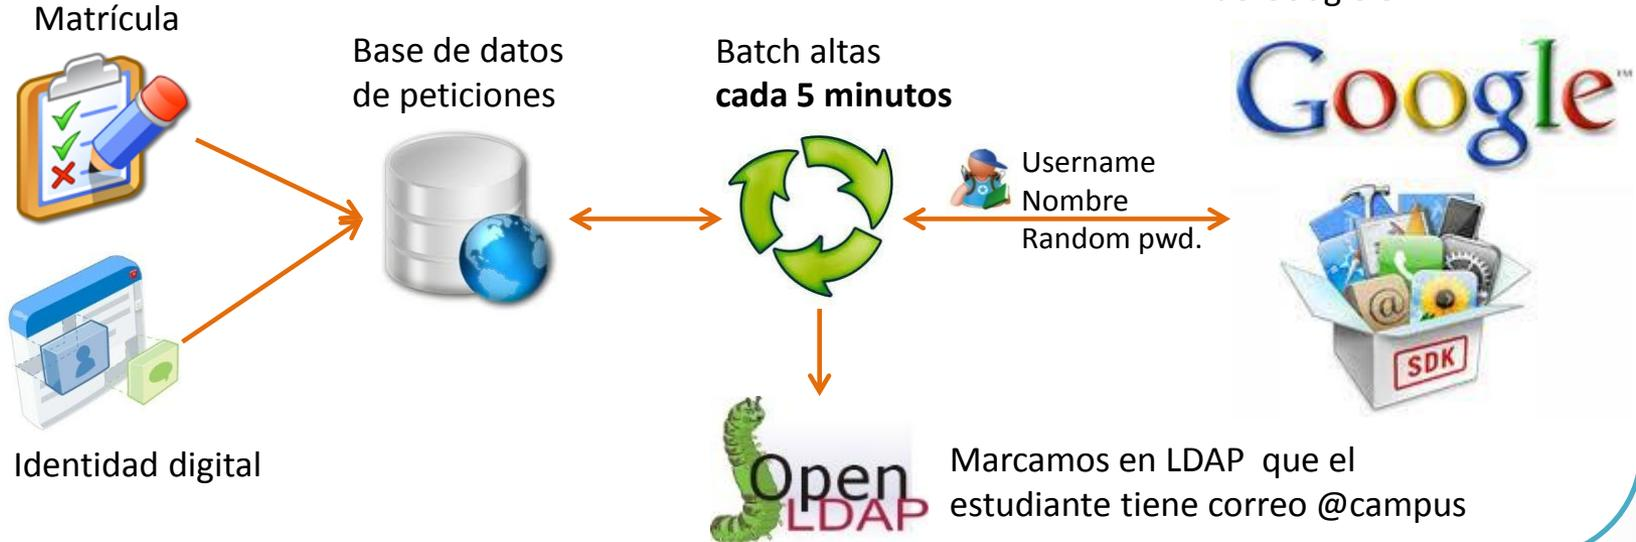 Matrícula
Base de datos
de peticiones
Batch altas
cada 5 minutos
Google™
Username
Nombre
Random pwd.
SDK
@
Identidad digital
Open
LDAP
Marcamos en LDAP que el
estudiante tiene correo @campus